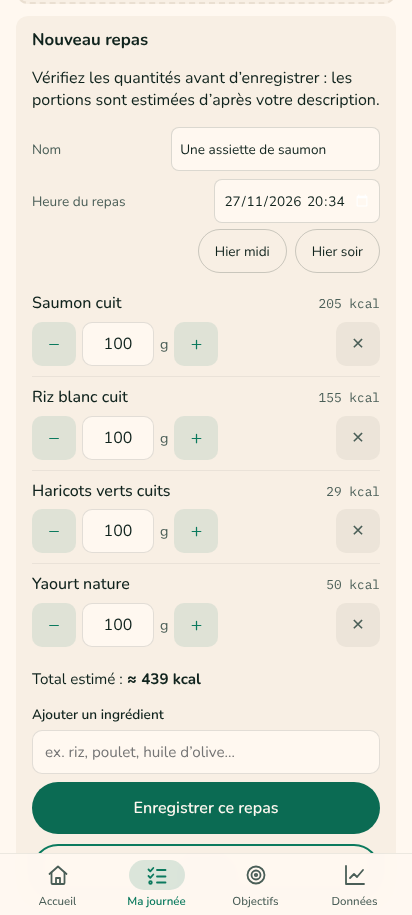 Nouveau repas
Vérifiez les quantités avant d’enregistrer : les
portions sont estimées d’après votre description.
Nom
Une assiette de saumon
Heure du repas
27/11/2026 20:34
Hier midi
Hier soir
Saumon cuit
205 kcal
− 100 g + ✕
Riz blanc cuit
155 kcal
− 100 g + ✕
Haricots verts cuits
29 kcal
− 100 g + ✕
Yaourt nature
50 kcal
− 100 g + ✕
Total estimé : ≈ 439 kcal
Ajouter un ingrédient
ex. riz, poulet, huile d’olive…
Enregistrer ce repas
Accueil
Ma journée
Objectifs
Données